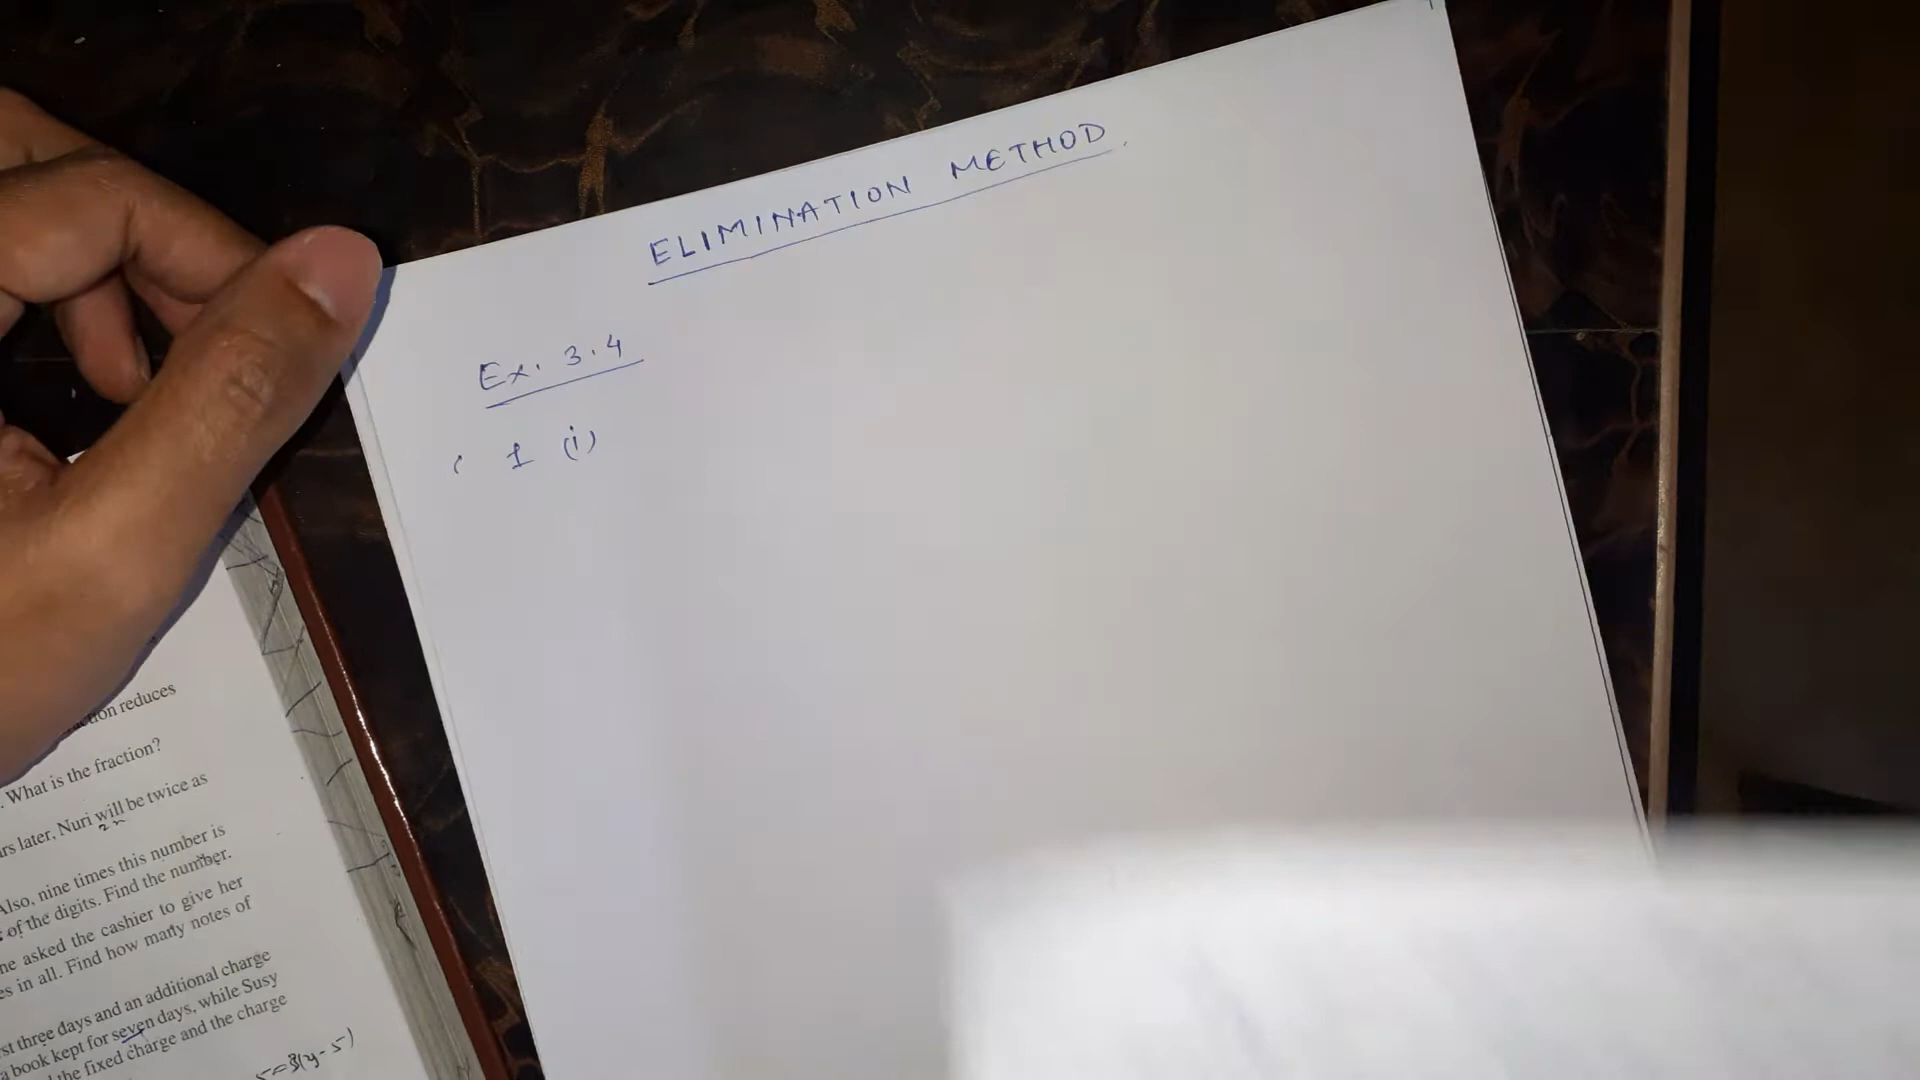 ELIMINATION METHOD.
Ex. 3.4
1 (i)
reduces
. What is the fraction?
rs later, Nuri will be twice as
Also, nine times this number is
of the digits. Find the number.
ne asked the cashier to give her
es in all. Find how many notes of
st three days and an additional charge
a book kept for seven days, while Susy
the fixed charge and the charge
5=3(y-5)